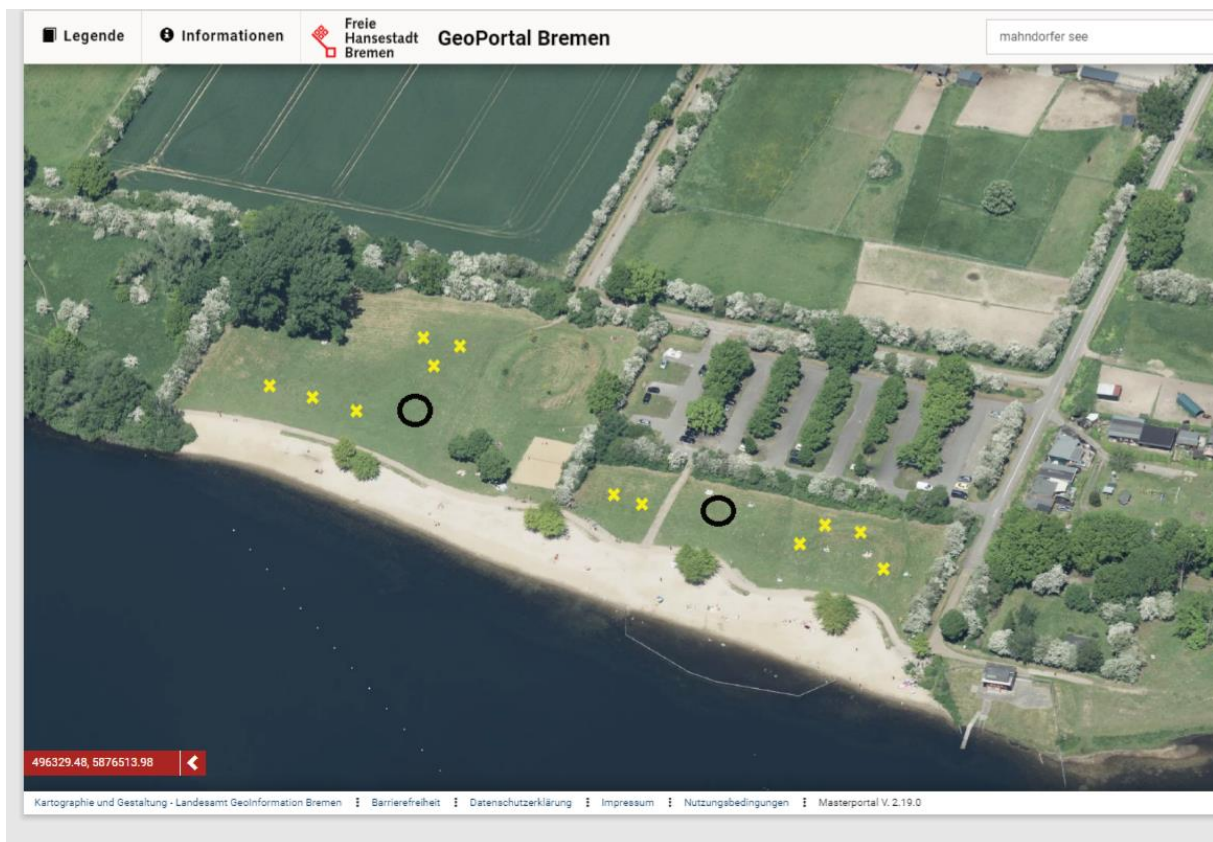 Legende
Informationen
Freie
Hansestadt
Bremen
GeoPortal Bremen
mahndorfer see
496329.48, 5876513.98
Kartographie und Gestaltung - Landesamt GeoInformation Bremen ⋮ Barrierefreiheit ⋮ Datenschutzerklärung ⋮ Impressum ⋮ Nutzungsbedingungen ⋮ Masterportal V. 2.19.0